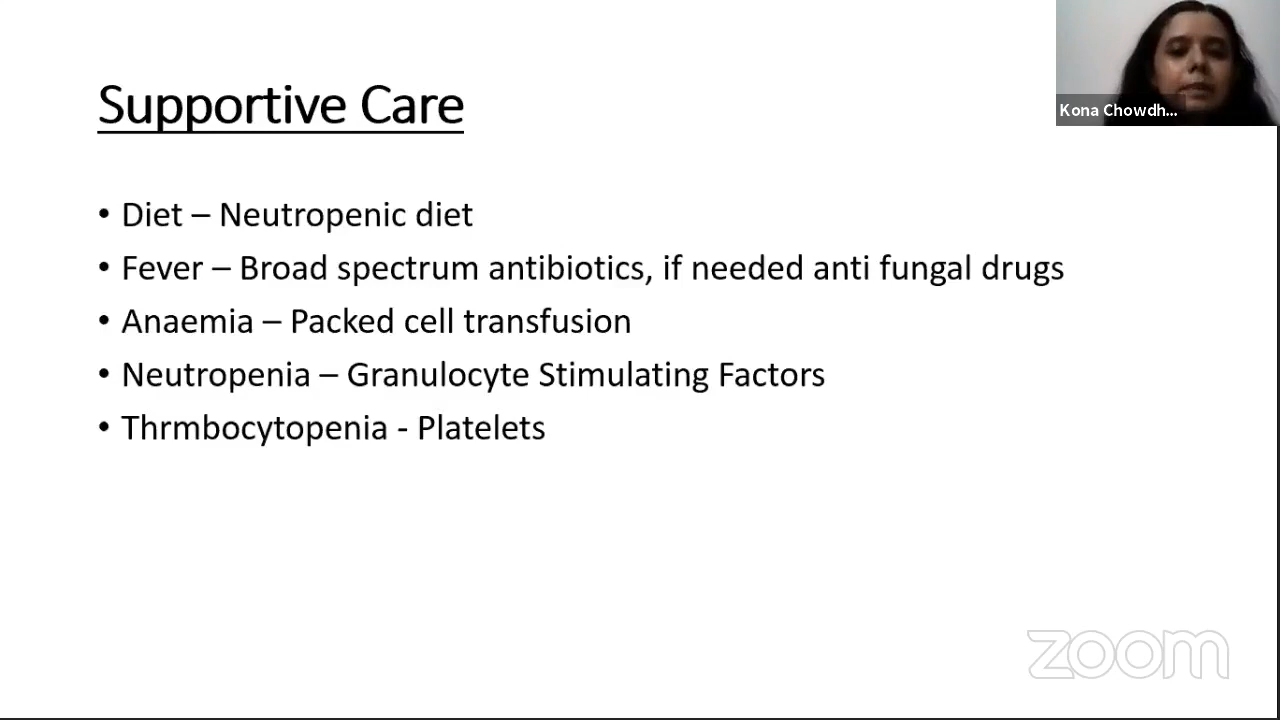 Supportive Care
Kona Chowdh...
• Diet – Neutropenic diet
• Fever – Broad spectrum antibiotics, if needed anti fungal drugs
• Anaemia – Packed cell transfusion
• Neutropenia – Granulocyte Stimulating Factors
• Thrmbocytopenia - Platelets
zoom